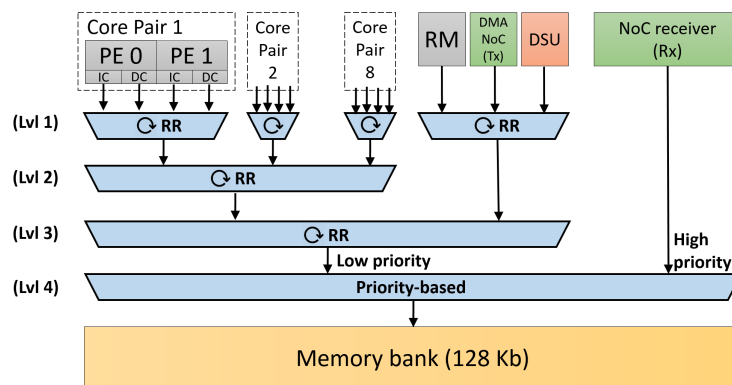 Core Pair 1
PE 0 PE 1
IC DC IC DC
Core
Pair
2
Core
Pair
8
RM
DMA
NoC
(Tx)
DSU
NoC receiver
(Rx)
(Lvl 1)
RR
RR
(Lvl 2)
RR
(Lvl 3)
RR
Low priority
High
priority
(Lvl 4)
Priority-based
Memory bank (128 Kb)